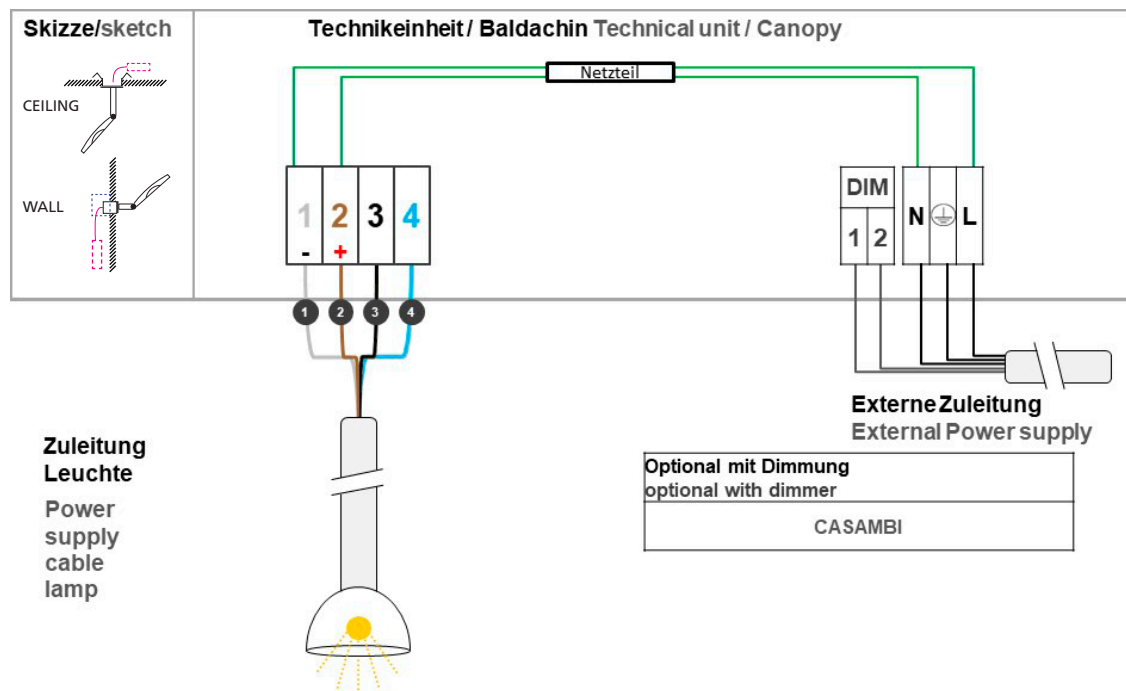 Skizze/sketch
Technikeinheit / Baldachin Technical unit / Canopy
Netzteil
CEILING
WALL
1 2 3 4
- +
DIM
1 2
N L
1 2 3 4
Externe Zuleitung
External Power supply
Zuleitung
Leuchte
Power
supply
cable
lamp
Optional mit Dimmung
optional with dimmer
CASAMBI